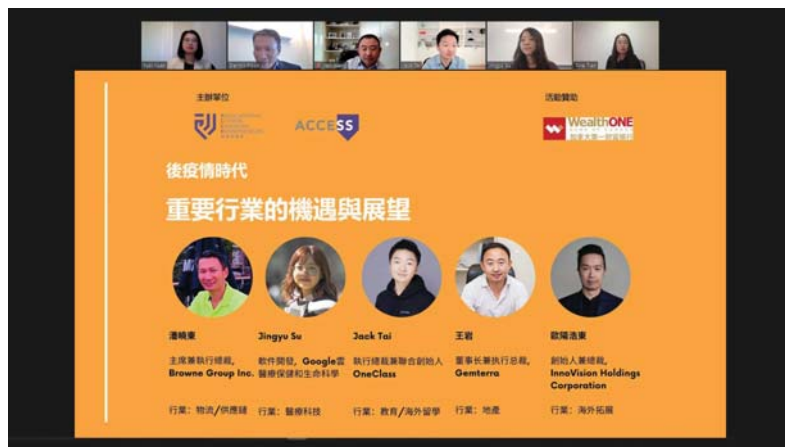 主辦單位
活動贊助
ACCESS
WealthONE
後疫情時代
重要行業的機遇與展望
潘曉東
Jingyu Su
Jack Tai
王岩
歐陽浩東
主席兼執行總裁,
Browne Group Inc.
軟件開發, Google雲
醫療保健和生命科學
執行總裁兼聯合創始人
OneClass
董事长兼执行总裁,
Gemterra
創始人兼總裁,
InnoVision Holdings
Corporation
行業: 物流/供應鏈
行業: 醫療科技
行業: 教育/海外留學
行業: 地產
行業: 海外拓展